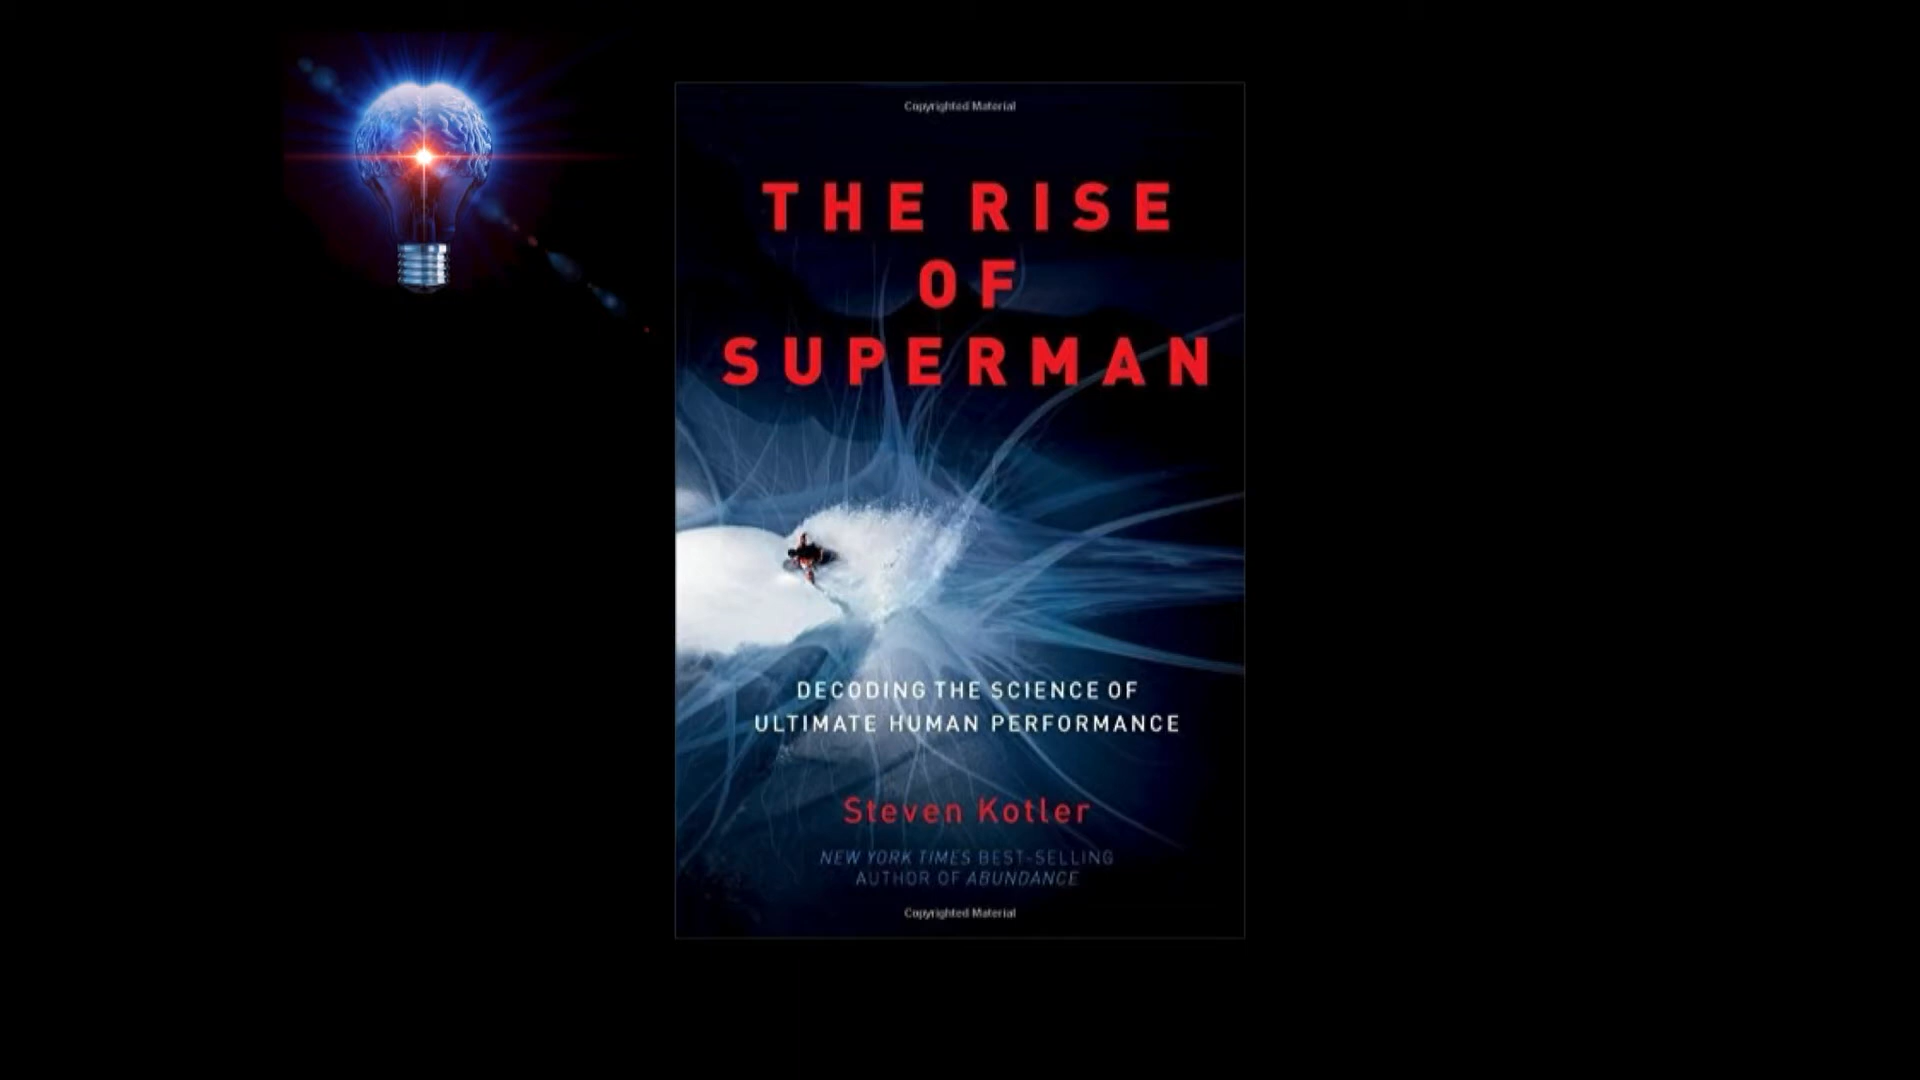 Copyrighted Material
THE RISE
OF
SUPERMAN
DECODING THE SCIENCE OF
ULTIMATE HUMAN PERFORMANCE
Steven Kotler
NEW YORK TIMES BEST-SELLING
AUTHOR OF ABUNDANCE
Copyrighted Material